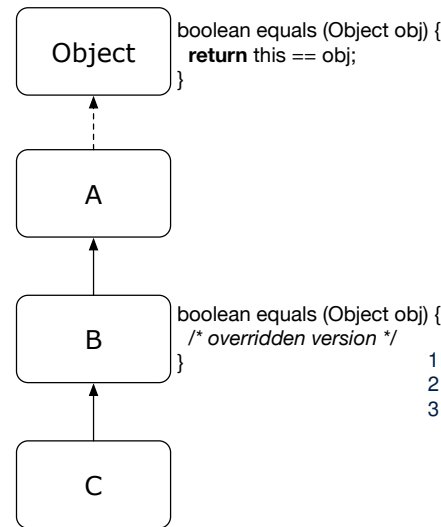 Object
boolean equals (Object obj) {
return this == obj;
}
A
B
boolean equals (Object obj) {
/* overridden version */
}
1
2
3
C